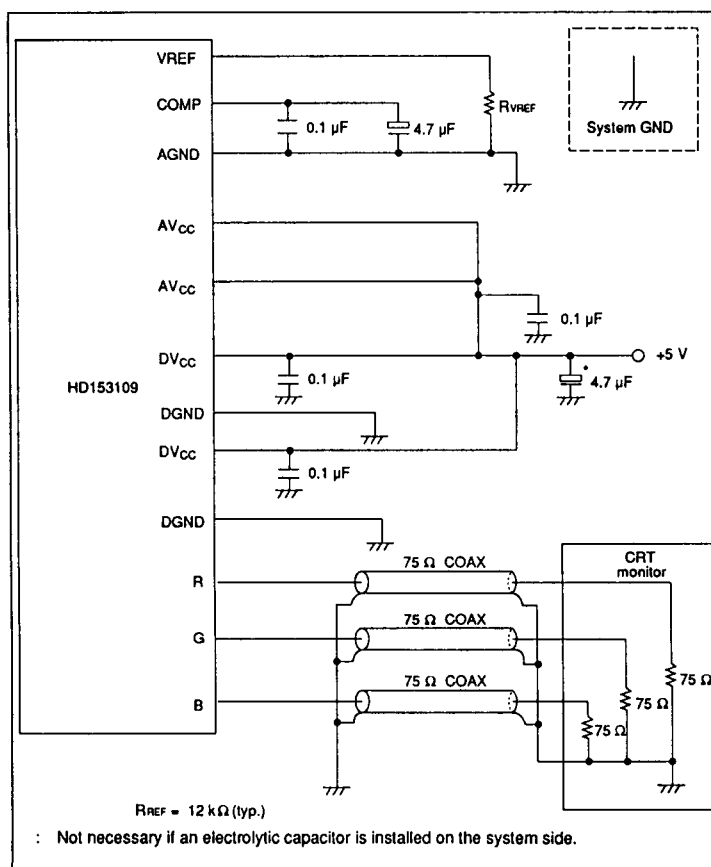 VREF
COMP
AGND
AVCC
AVCC
DVCC
DGND
DVCC
DGND
R
G
B
HD153109
0.1 µF
4.7 µF
RVREF
System GND
0.1 µF
+5 V
0.1 µF
*
4.7 µF
0.1 µF
75 Ω COAX
75 Ω COAX
75 Ω COAX
CRT
monitor
75 Ω
75 Ω
75 Ω
RREF = 12 kΩ (typ.)
: Not necessary if an electrolytic capacitor is installed on the system side.